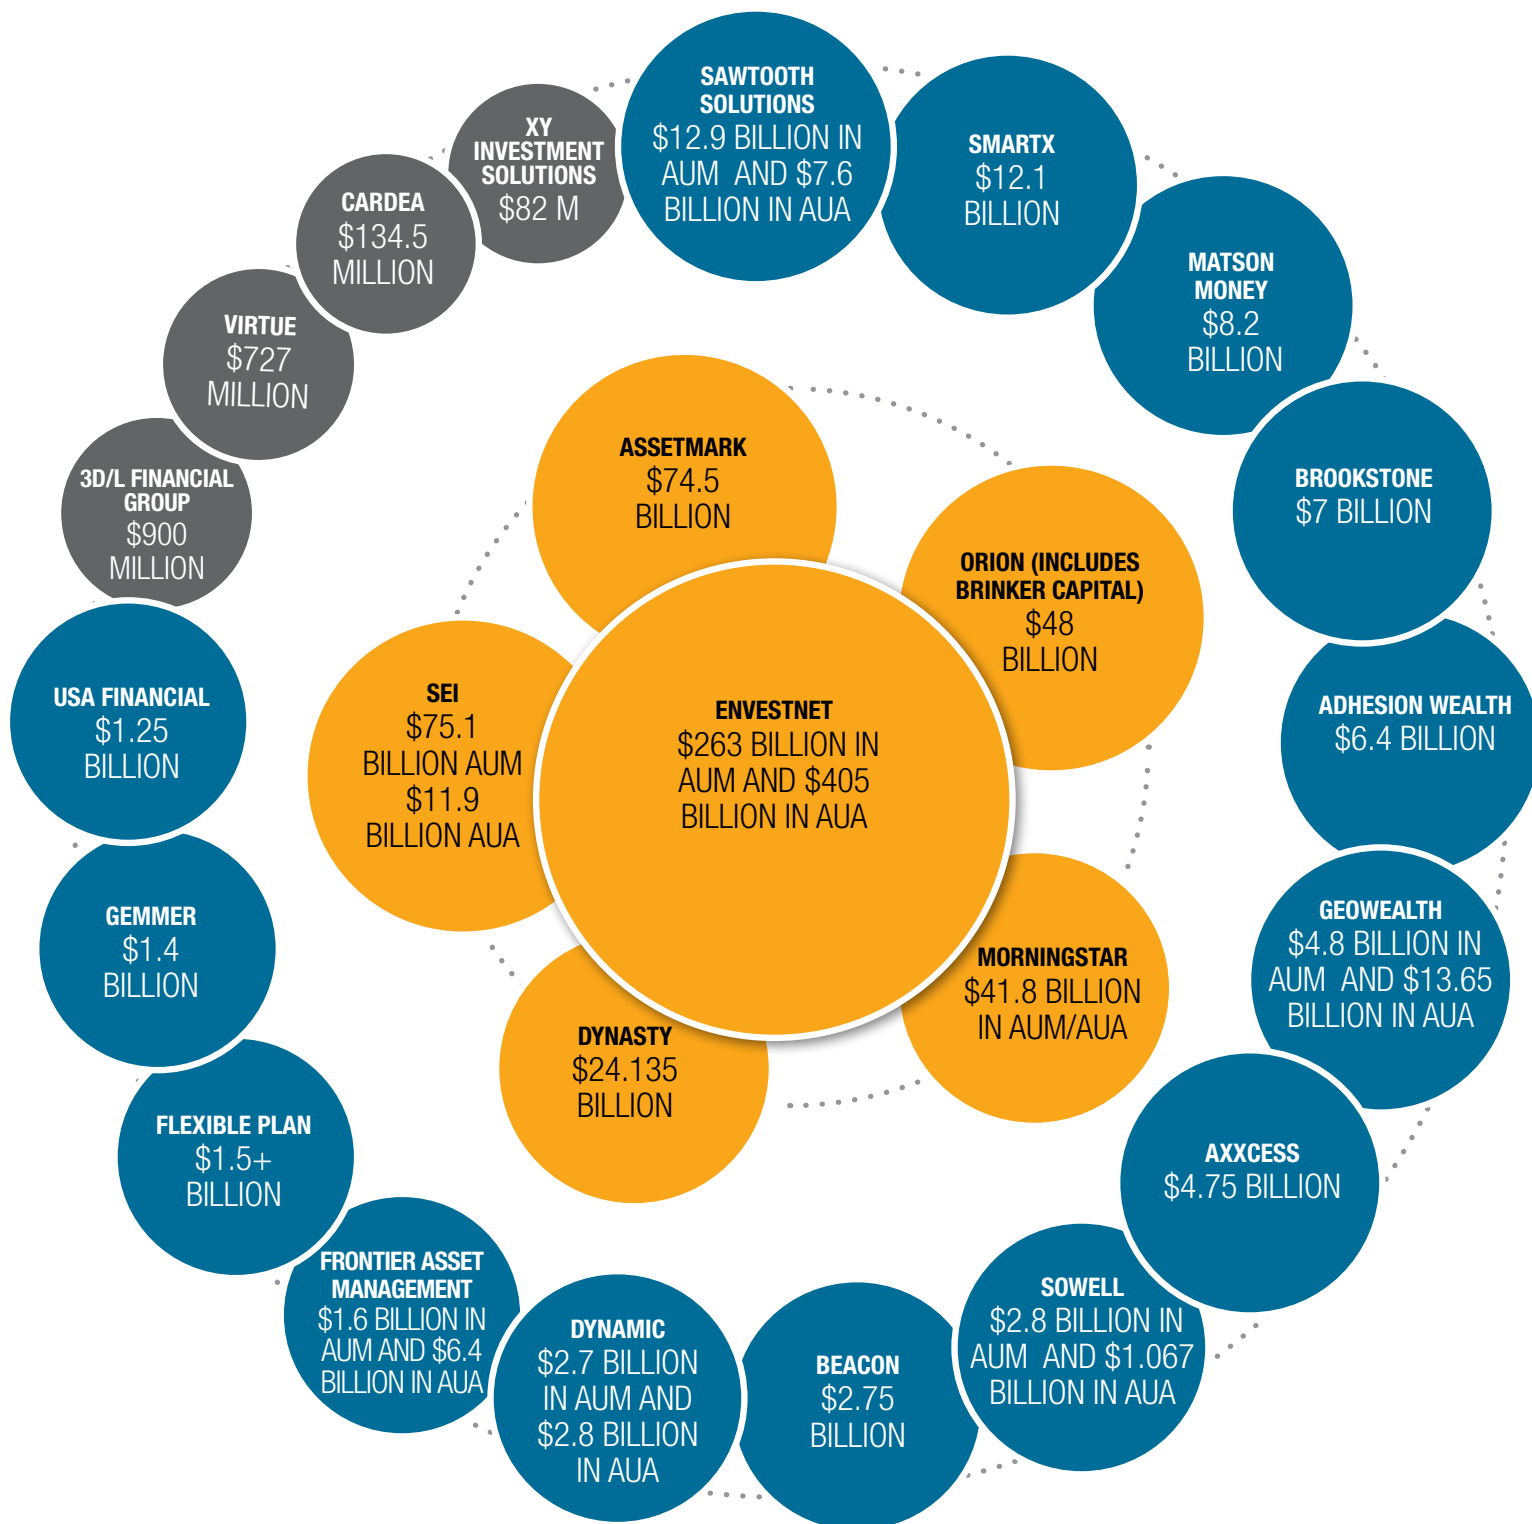 SAWTOOTH
SOLUTIONS
$12.9 BILLION IN
AUM AND $7.6
BILLION IN AUA
SMARTX
$12.1
BILLION
MATSON
MONEY
$8.2
BILLION
BROOKSTONE
$7 BILLION
ADHESION WEALTH
$6.4 BILLION
GEOWEALTH
$4.8 BILLION IN
AUM AND $13.65
BILLION IN AUA
AXXCESS
$4.75 BILLION
SOWELL
$2.8 BILLION IN
AUM AND $1.067
BILLION IN AUA
BEACON
$2.75
BILLION
DYNAMIC
$2.7 BILLION
IN AUM AND
$2.8 BILLION
IN AUA
FRONTIER ASSET
MANAGEMENT
$1.6 BILLION IN
AUM AND $6.4
BILLION IN AUA
FLEXIBLE PLAN
$1.5+
BILLION
GEMMER
$1.4
BILLION
USA FINANCIAL
$1.25
BILLION
3D/L FINANCIAL
GROUP
$900
MILLION
VIRTUE
$727
MILLION
CARDEA
$134.5
MILLION
XY
INVESTMENT
SOLUTIONS
$82 M
ASSETMARK
$74.5
BILLION
ORION (INCLUDES
BRINKER CAPITAL)
$48
BILLION
MORNINGSTAR
$41.8 BILLION
IN AUM/AUA
DYNASTY
$24.135
BILLION
SEI
$75.1
BILLION AUM
$11.9
BILLION AUA
ENVESTNET
$263 BILLION IN
AUM AND $405
BILLION IN AUA